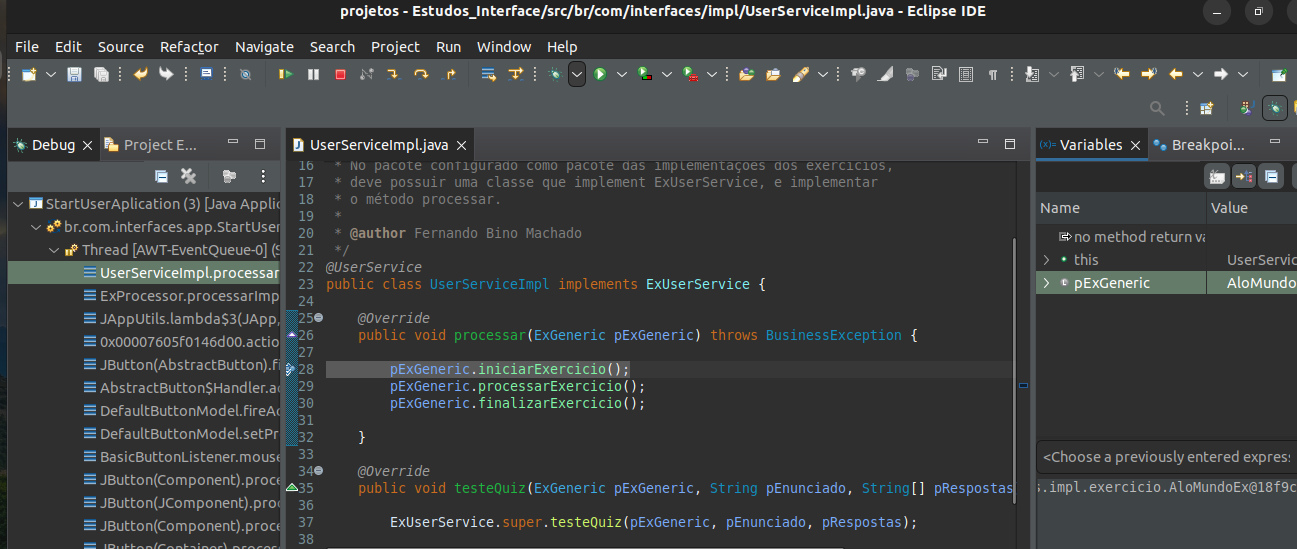 projetos - Estudos_Interface/src/br/com/interfaces/impl/UserServiceImpl.java - Eclipse IDE
File Edit Source Refactor Navigate Search Project Run Window Help
Debug
Project E...
StartUserAplication (3) [Java Applic
br.com.interfaces.app.StartUser
Thread [AWT-EventQueue-0] (S
UserServiceImpl.processar
ExProcessor.processarImp
JAppUtils.lambda$3(JApp,
0x00007605f0146d00.actio
JButton(AbstractButton).fi
AbstractButton$Handler.ac
DefaultButtonModel.fireAc
DefaultButtonModel.setPr
BasicButtonListener.mouse
JButton(Component).proc
JButton(JComponent).proc
JButton(Component).proce
JButton(Container).proces
UserServiceImpl.java
16 * No pacote configurado como pacote das implementações dos exercícios,
17 * deve possuir uma classe que implement ExUserService, e implementar
18 * o método processar.
19 *
20 * @author Fernando Bino Machado
21 */
22 @UserService
23 public class UserServiceImpl implements ExUserService {
24
25 @Override
26 public void processar(ExGeneric pExGeneric) throws BusinessException {
27
28 pExGeneric.iniciarExercicio();
29 pExGeneric.processarExercicio();
30 pExGeneric.finalizarExercicio();
31
32 }
33
34 @Override
35 public void testeQuiz(ExGeneric pExGeneric, String pEnunciado, String[] pRespostas
36
37 ExUserService.super.testeQuiz(pExGeneric, pEnunciado, pRespostas);
38
Variables
Breakpoi...
Name Value
no method return va
this UserServic
pExGeneric AloMundo
<Choose a previously entered expres
s.impl.exercicio.AloMundoEx@18f9c